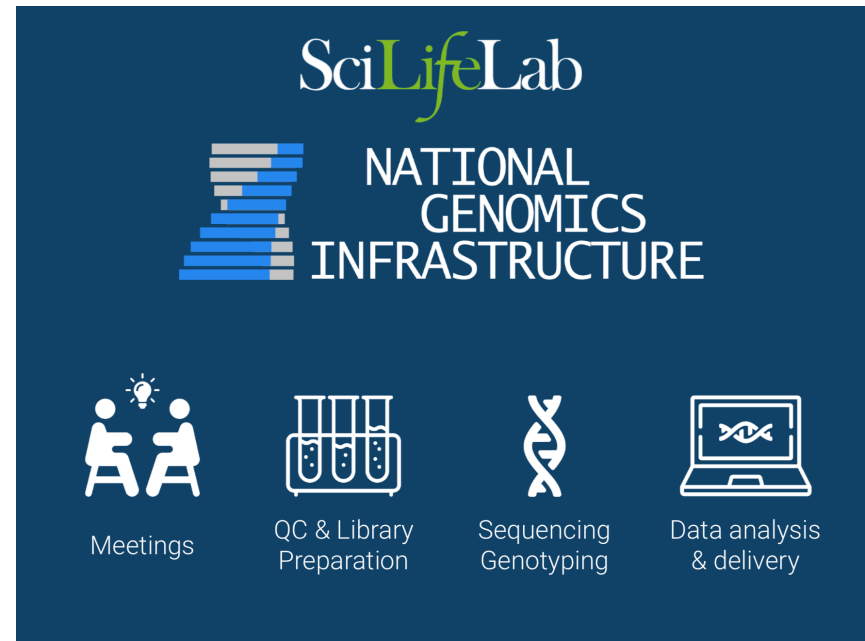 SciLifeLab
NATIONAL
GENOMICS
INFRASTRUCTURE
Meetings
QC & Library
Preparation
Sequencing
Genotyping
Data analysis
& delivery